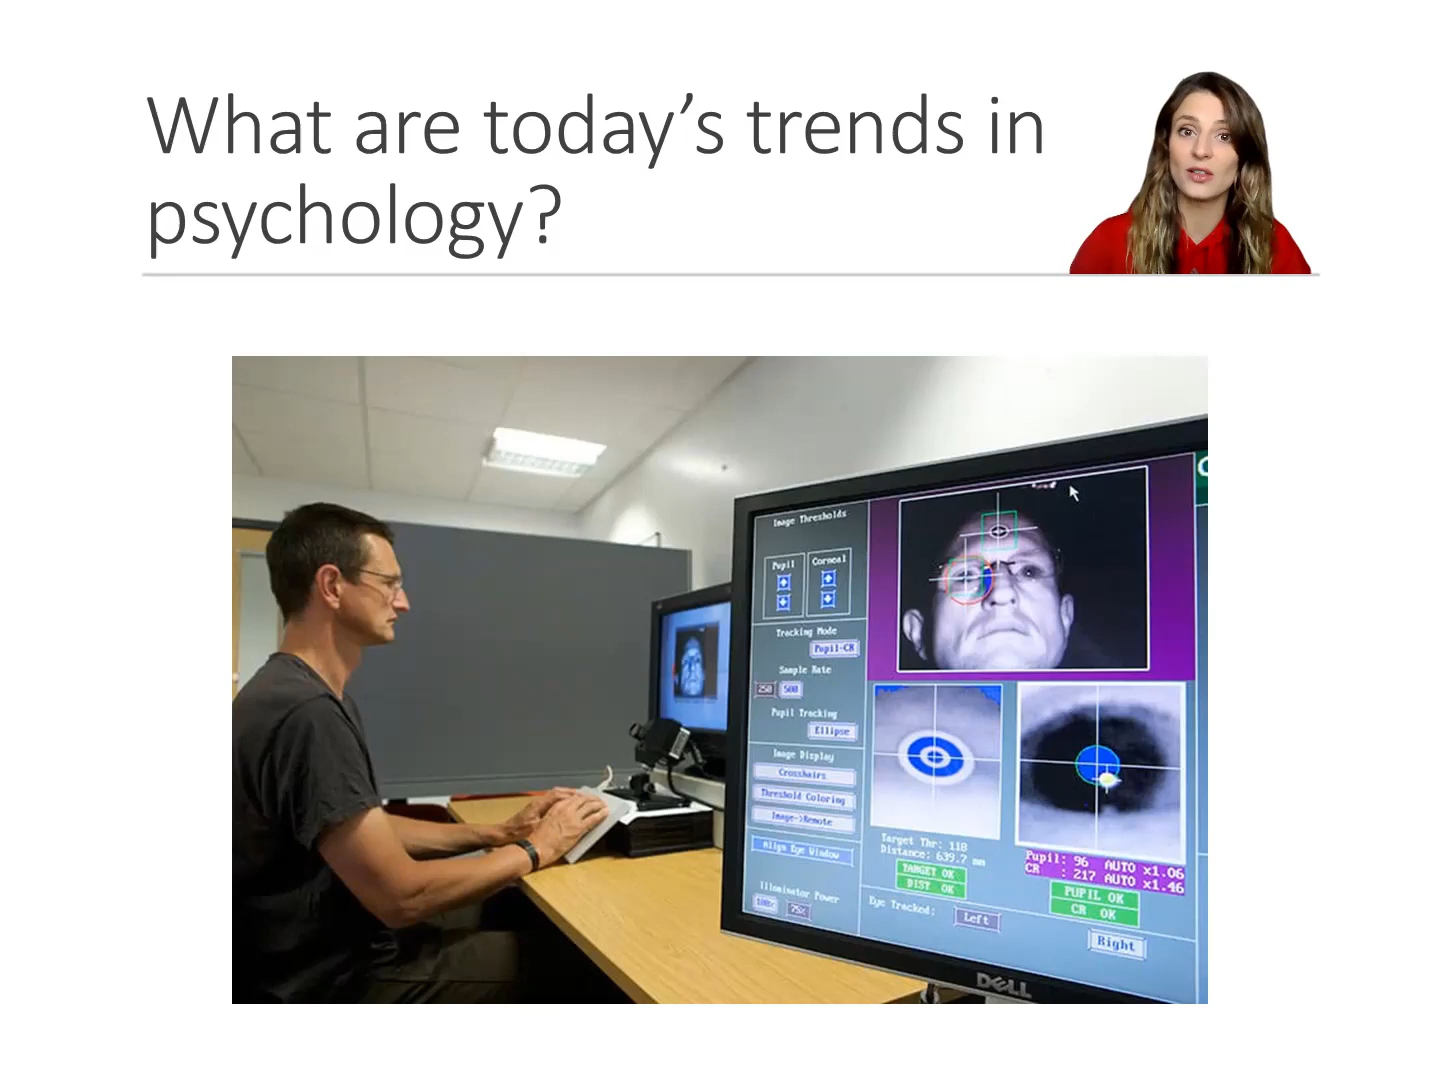 What are today’s trends in
psychology?
Image Thresholds
Pupil
Corneal
Tracking Mode
Pupil-CR
Sample Rate
250 500
Pupil Tracking
Ellipse
Image Display
Crosshairs
Threshold Coloring
Image->Remote
Align Eye Window
Illuminator Power
100% 75%
Target Thr: 118
Distance: 639.7 mm
TARGET OK
DIST OK
Pupil: 96 AUTO x1.06
CR : 217 AUTO x1.46
PUPIL OK
CR OK
Eye Tracked: Left
Right
DELL